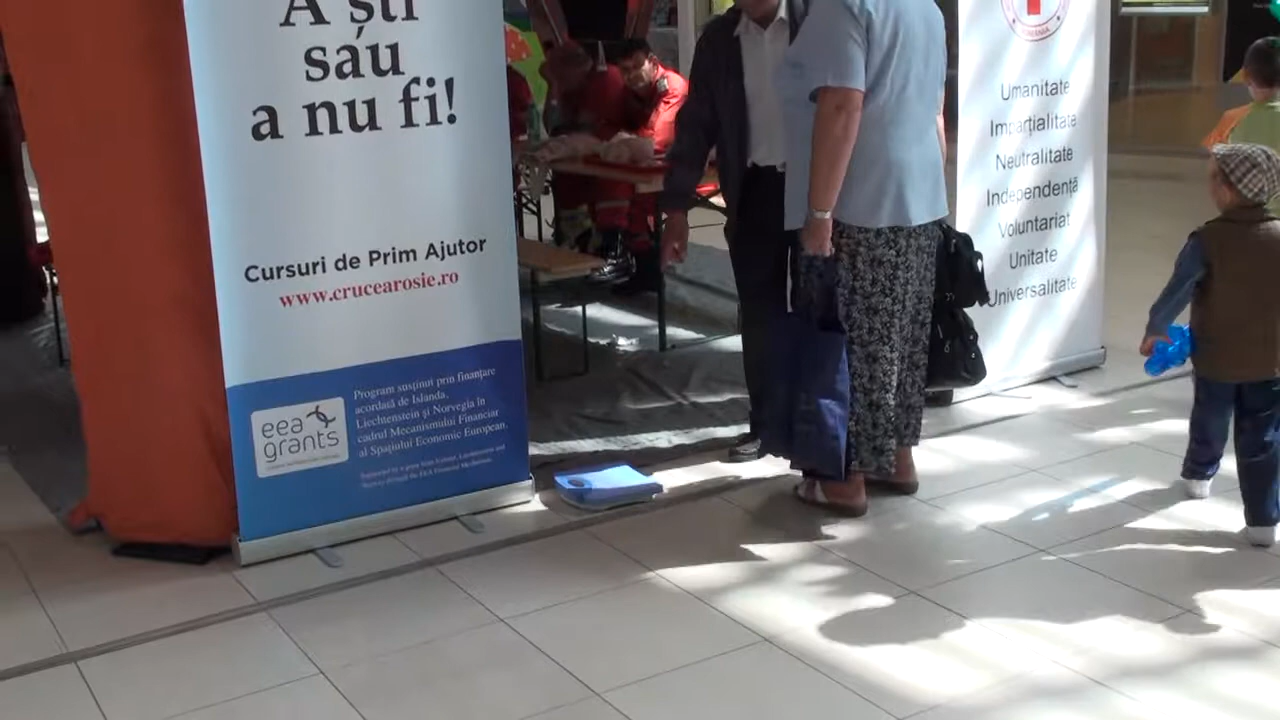 A ști
sau
a nu fi!
Cursuri de Prim Ajutor
www.crucearosie.ro
eea
grants
Program susținut prin finanțare
acordată de Islanda,
Liechtenstein și Norvegia în
cadrul Mecanismului Financiar
al Spațiului Economic European.
ROMANIA
Umanitate
Imparțialitate
Neutralitate
Independență
Voluntariat
Unitate
Universalitate